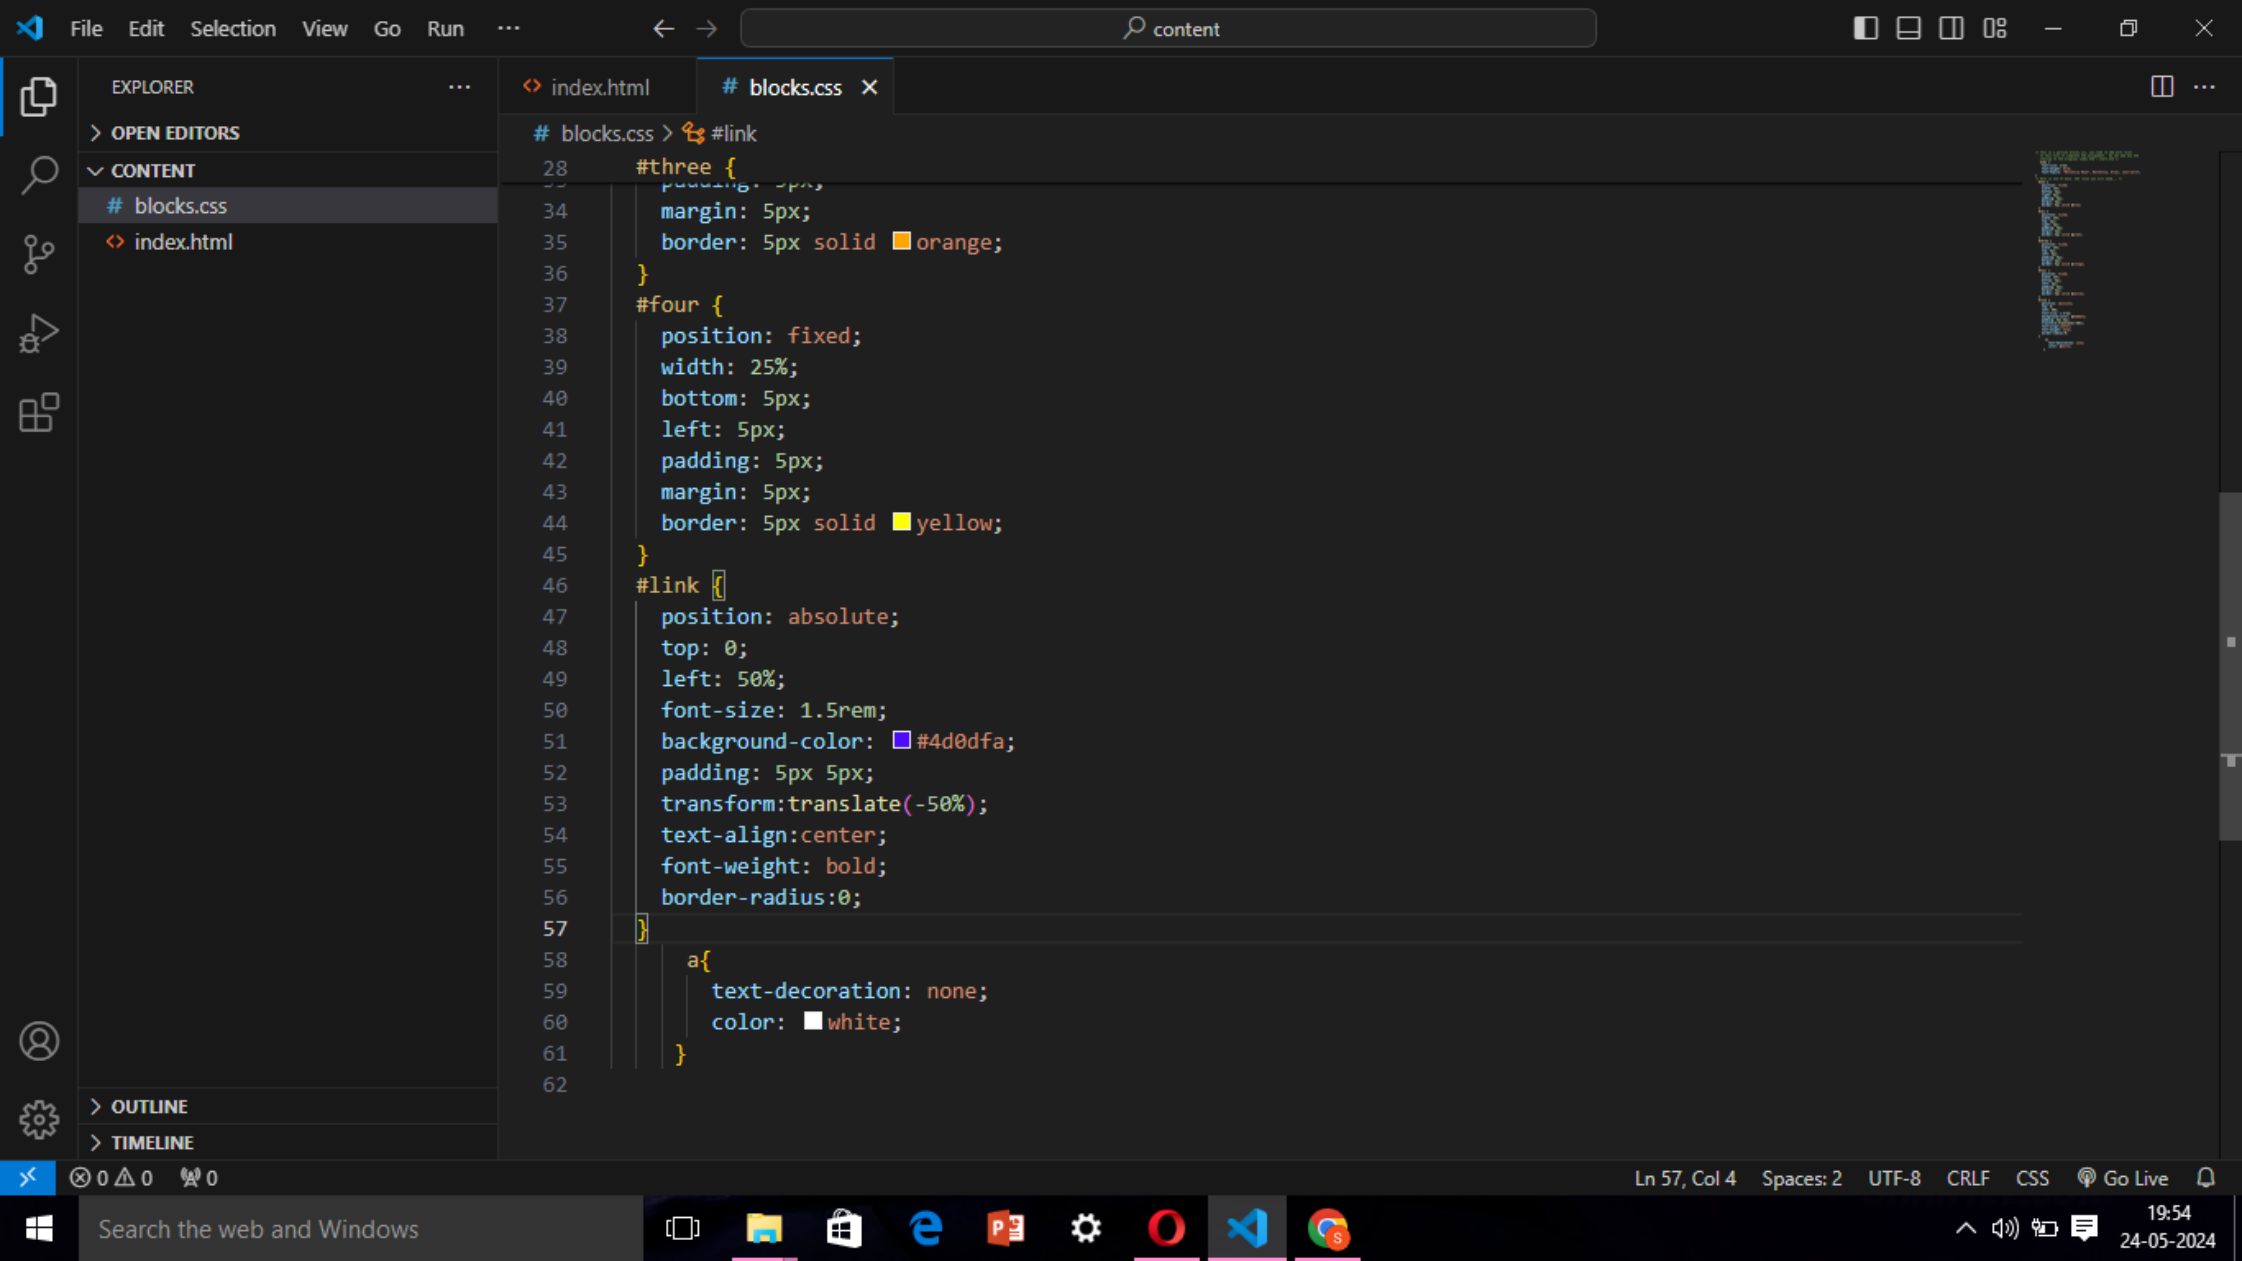 File Edit Selection View Go Run ···
content
EXPLORER ···
OPEN EDITORS
CONTENT
# blocks.css
<> index.html
OUTLINE
TIMELINE
<> index.html # blocks.css
# blocks.css > #link
28 #three {
padding: 5px;
34 margin: 5px;
35 border: 5px solid orange;
36 }
37 #four {
38 position: fixed;
39 width: 25%;
40 bottom: 5px;
41 left: 5px;
42 padding: 5px;
43 margin: 5px;
44 border: 5px solid yellow;
45 }
46 #link {
47 position: absolute;
48 top: 0;
49 left: 50%;
50 font-size: 1.5rem;
51 background-color: #4d0dfa;
52 padding: 5px 5px;
53 transform:translate(-50%);
54 text-align:center;
55 font-weight: bold;
56 border-radius:0;
57 }
58 a{
59 text-decoration: none;
60 color: white;
61 }
62
0 0 0
Ln 57, Col 4 Spaces: 2 UTF-8 CRLF CSS Go Live
Search the web and Windows
P
S
19:54
24-05-2024